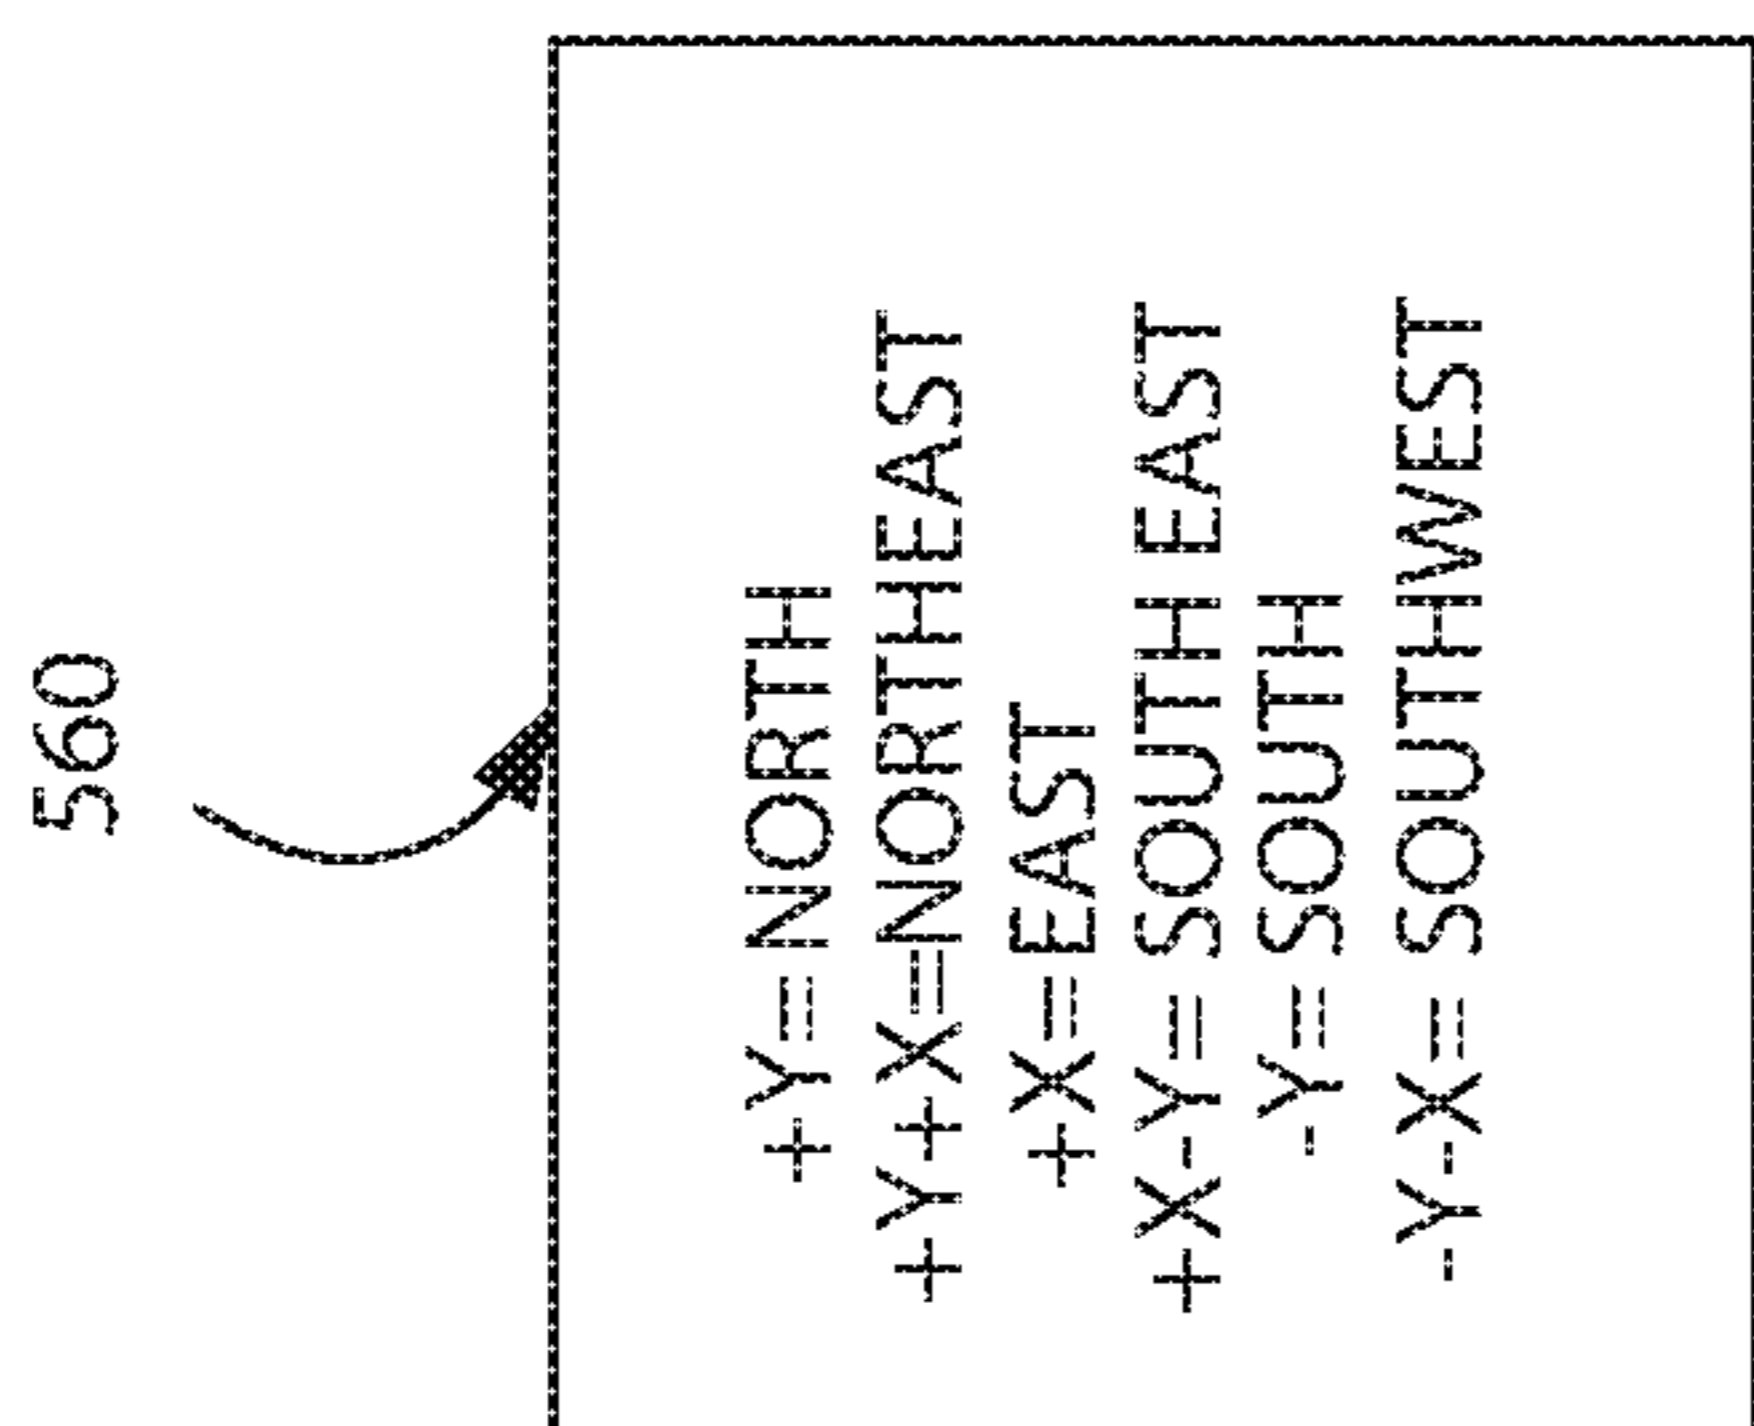 560
+Y=NORTH
+Y+X=NORTHEAST
+X=EAST
+X-Y= SOUTH EAST
-Y= SOUTH
-Y-X= SOUTHWEST